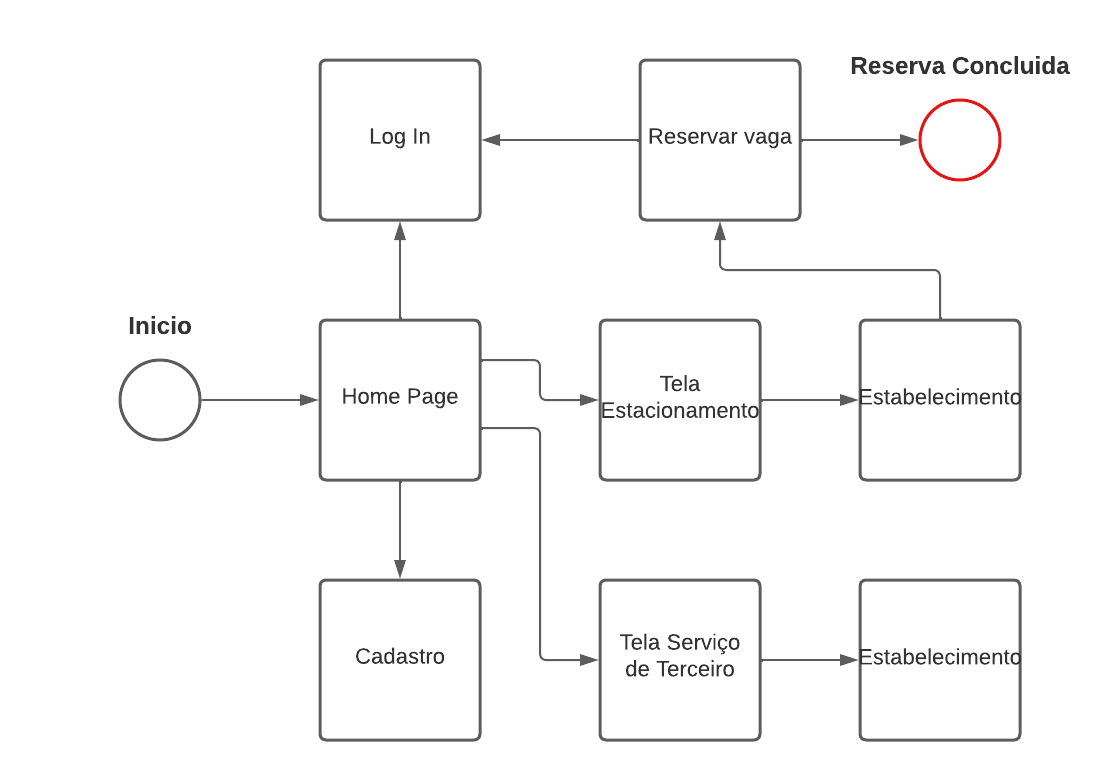 Reserva Concluida
Log In
Reservar vaga
Inicio
Home Page
Tela
Estacionamento
Estabelecimento
Cadastro
Tela Serviço
de Terceiro
Estabelecimento